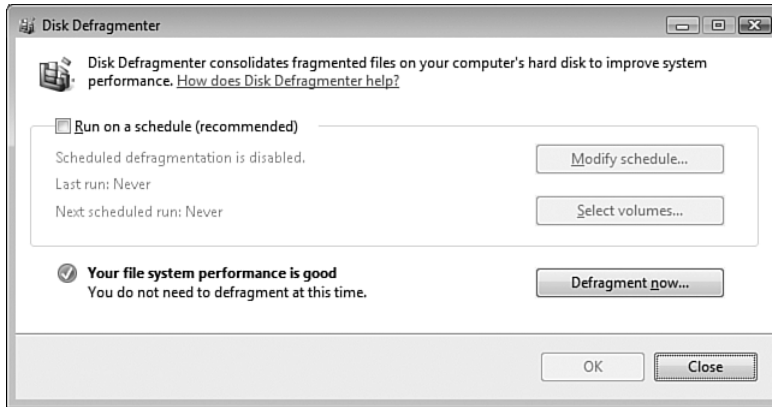 Disk Defragmenter
Disk Defragmenter consolidates fragmented files on your computer's hard disk to improve system
performance. How does Disk Defragmenter help?
Run on a schedule (recommended)
Scheduled defragmentation is disabled.
Modify schedule...
Last run: Never
Next scheduled run: Never
Select volumes...
Your file system performance is good
You do not need to defragment at this time.
Defragment now...
OK
Close